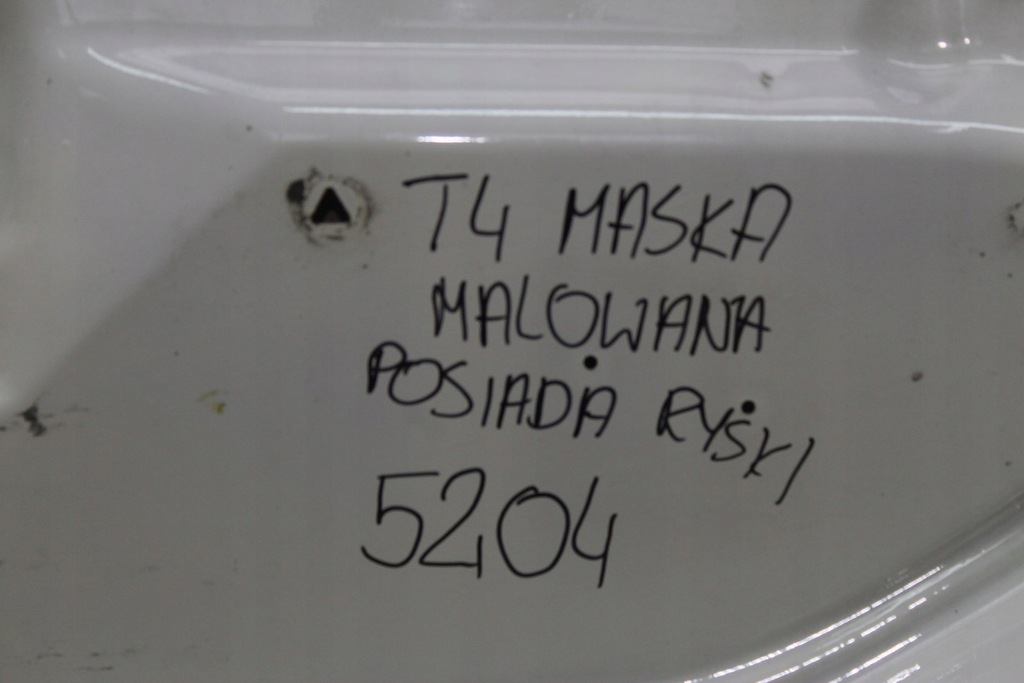 T4 MASKA
MALOWANA
POSIADA RYSKI
5204